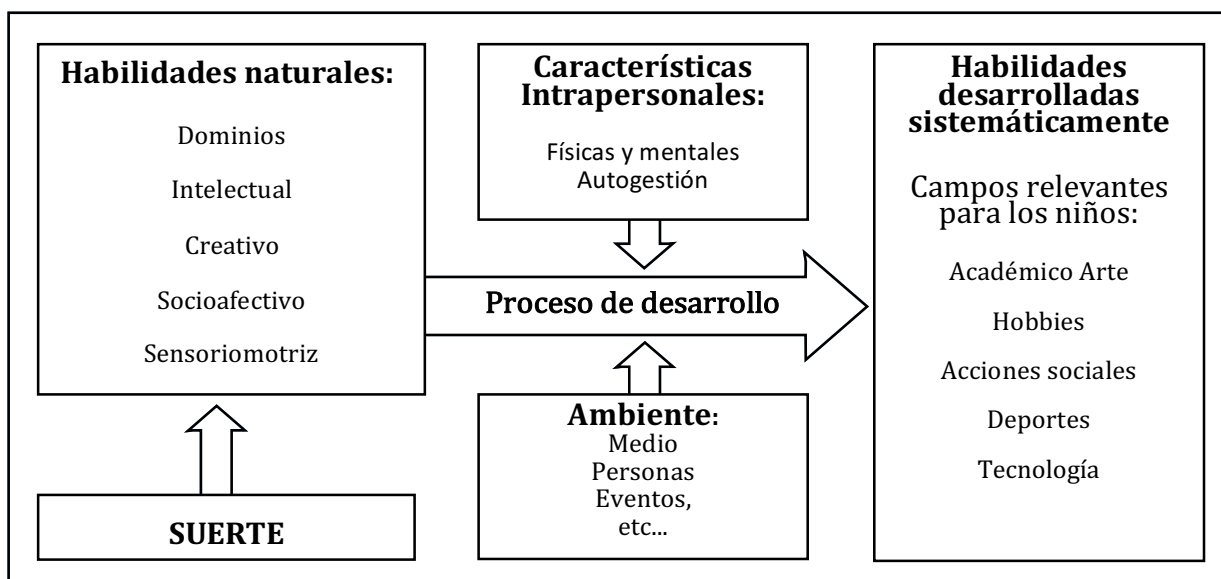 Habilidades naturales:
Dominios
Intelectual
Creativo
Socioafectivo
Sensoriomotriz
SUERTE
Características
Intrapersonales:
Físicas y mentales
Autogestión
Proceso de desarrollo
Ambiente:
Medio
Personas
Eventos,
etc...
Habilidades
desarrolladas
sistemáticamente
Campos relevantes
para los niños:
Académico Arte
Hobbies
Acciones sociales
Deportes
Tecnología